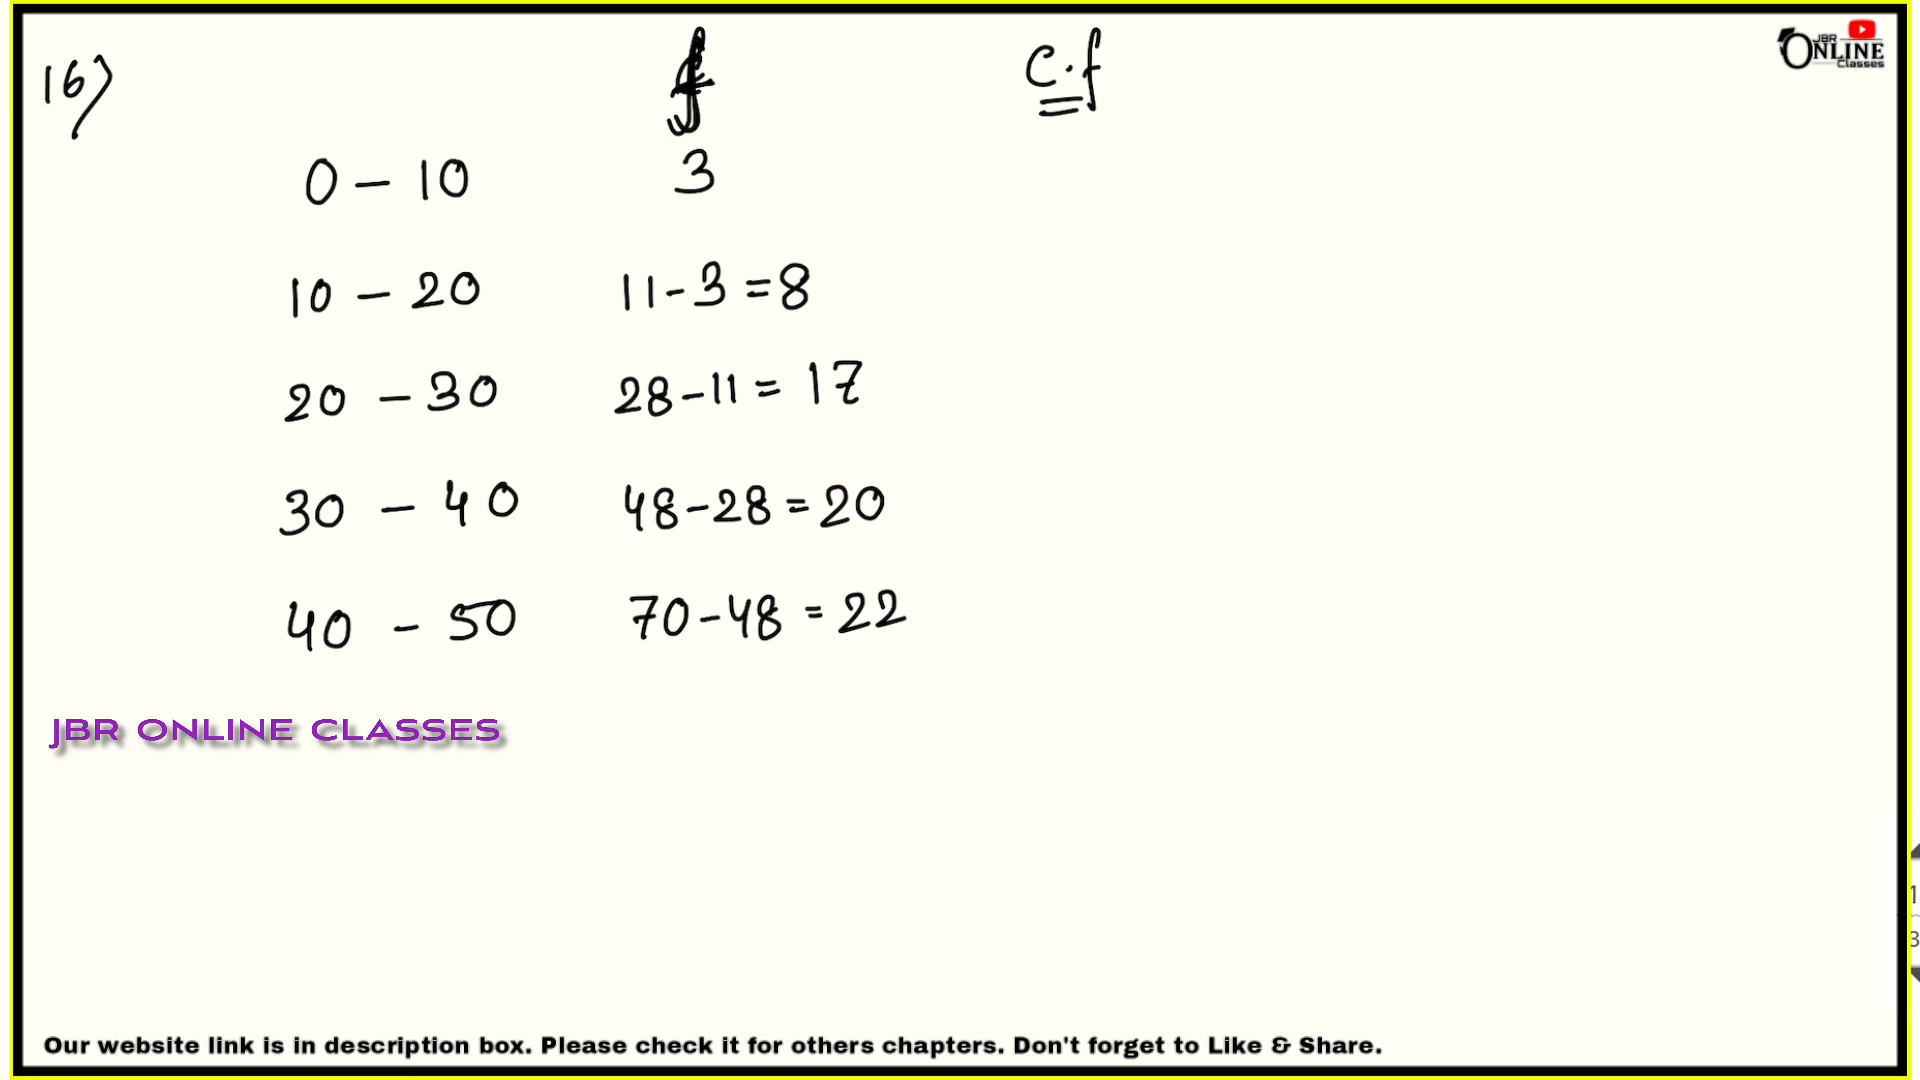 16) f c.f
JBR ONLINE Classes
0 - 10 3
10 - 20 11-3 = 8
20 - 30 28-11 = 17
30 - 40 48-28 = 20
40 - 50 70-48 = 22
JBR ONLINE CLASSES
1
3
Our website link is in description box. Please check it for others chapters. Don't forget to Like & Share.